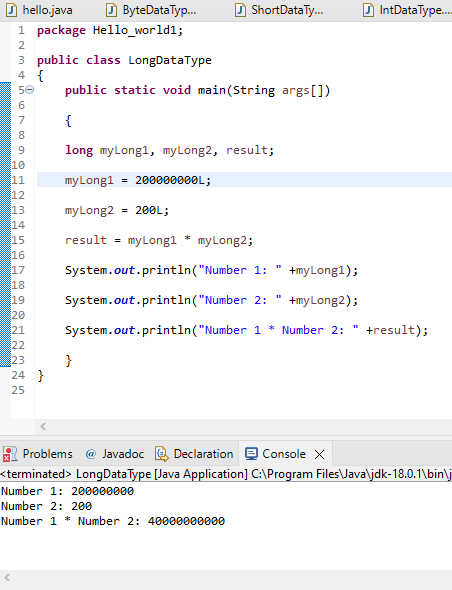 hello.java ByteDataTyp... ShortDataTy... IntDataType....
1 package Hello_world1;
2
3 public class LongDataType
4 {
5 public static void main(String args[])
6
7 {
8
9 long myLong1, myLong2, result;
10
11 myLong1 = 200000000L;
12
13 myLong2 = 200L;
14
15 result = myLong1 * myLong2;
16
17 System.out.println("Number 1: " +myLong1);
18
19 System.out.println("Number 2: " +myLong2);
20
21 System.out.println("Number 1 * Number 2: " +result);
22
23 }
24 }
25
Problems @ Javadoc Declaration Console
<terminated> LongDataType [Java Application] C:\Program Files\Java\jdk-18.0.1\bin\j
Number 1: 200000000
Number 2: 200
Number 1 * Number 2: 40000000000